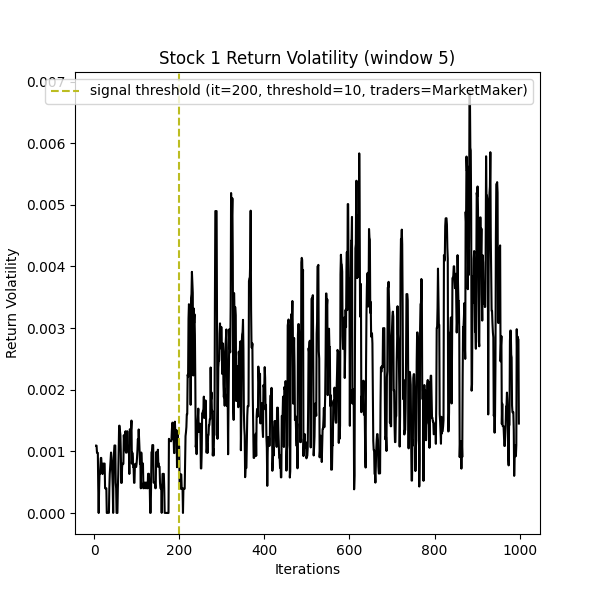 Stock 1 Return Volatility (window 5)
0.007
signal threshold (it=200, threshold=10, traders=MarketMaker)
0.006
0.005
0.004
0.003
0.002
0.001
0.000
Return Volatility
0 200 400 600 800 1000
Iterations